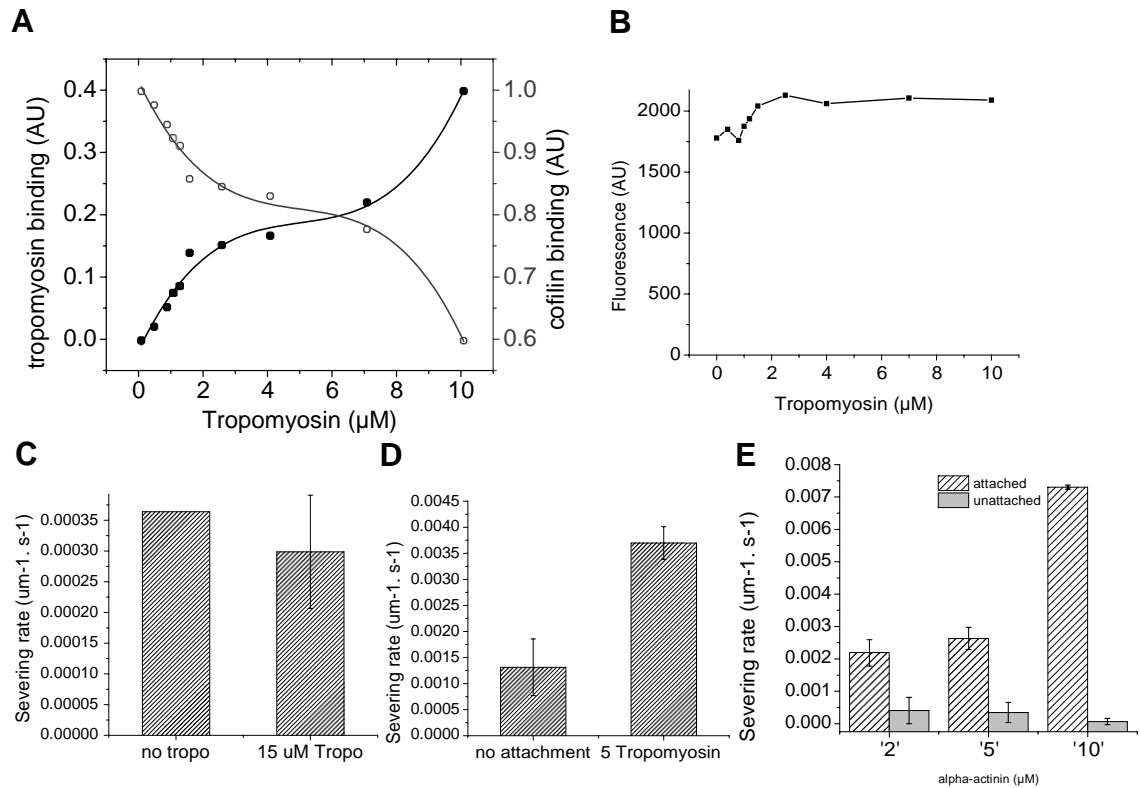 A
tropomyosin binding (AU)
0.4
0.3
0.2
0.1
0.0
0 2 4 6 8 10
Tropomyosin (µM)
1.0
0.9
0.8
0.7
0.6
cofilin binding (AU)
B
Fluorescence (AU)
2000
1500
1000
500
0
0 2 4 6 8 10
Tropomyosin (µM)
C
Severing rate (um-1. s-1)
0.00035
0.00030
0.00025
0.00020
0.00015
0.00010
0.00005
0.00000
no tropo 15 uM Tropo
D
Severing rate (um-1. s-1)
0.0045
0.0040
0.0035
0.0030
0.0025
0.0020
0.0015
0.0010
0.0005
0.0000
no attachment 5 Tropomyosin
E
Severing rate (um-1. s-1)
0.008
0.007
0.006
0.005
0.004
0.003
0.002
0.001
0.000
attached
unattached
'2' '5' '10'
alpha-actinin (µM)